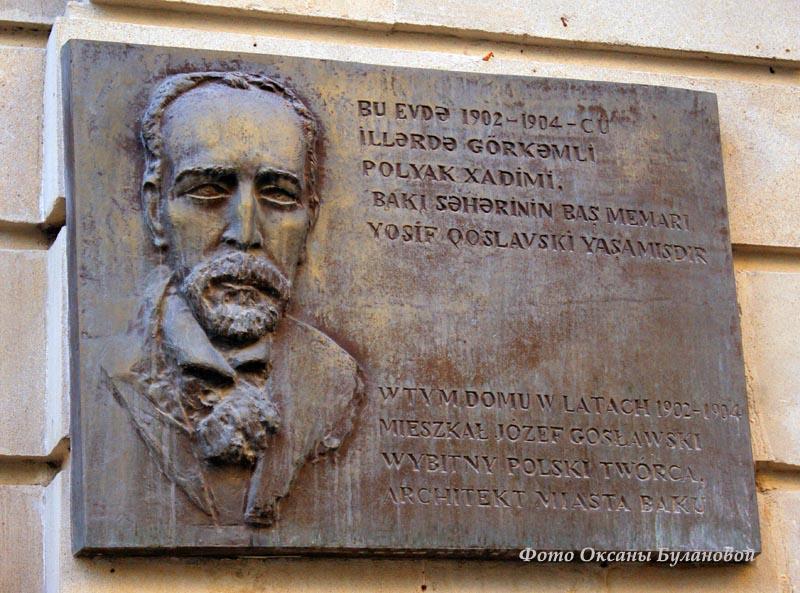 BU EVDƏ 1902-1904-CÜ
İLLƏRDƏ GÖRKƏMLİ
POLYAK XADİMİ,
BAKI ŞƏHƏRİNİN BAŞ MEMARI
YOSİF QOSLAVSKİ YAŞAMIŞDIR
W TYM DOMU W LATACH 1902-1904
MIESZKAŁ JÓZEF GOSŁAWSKI
WYBITNY POLSKI TWÓRCA,
ARCHITEKT MIASTA BAKU
Фото Оксаны Булановой